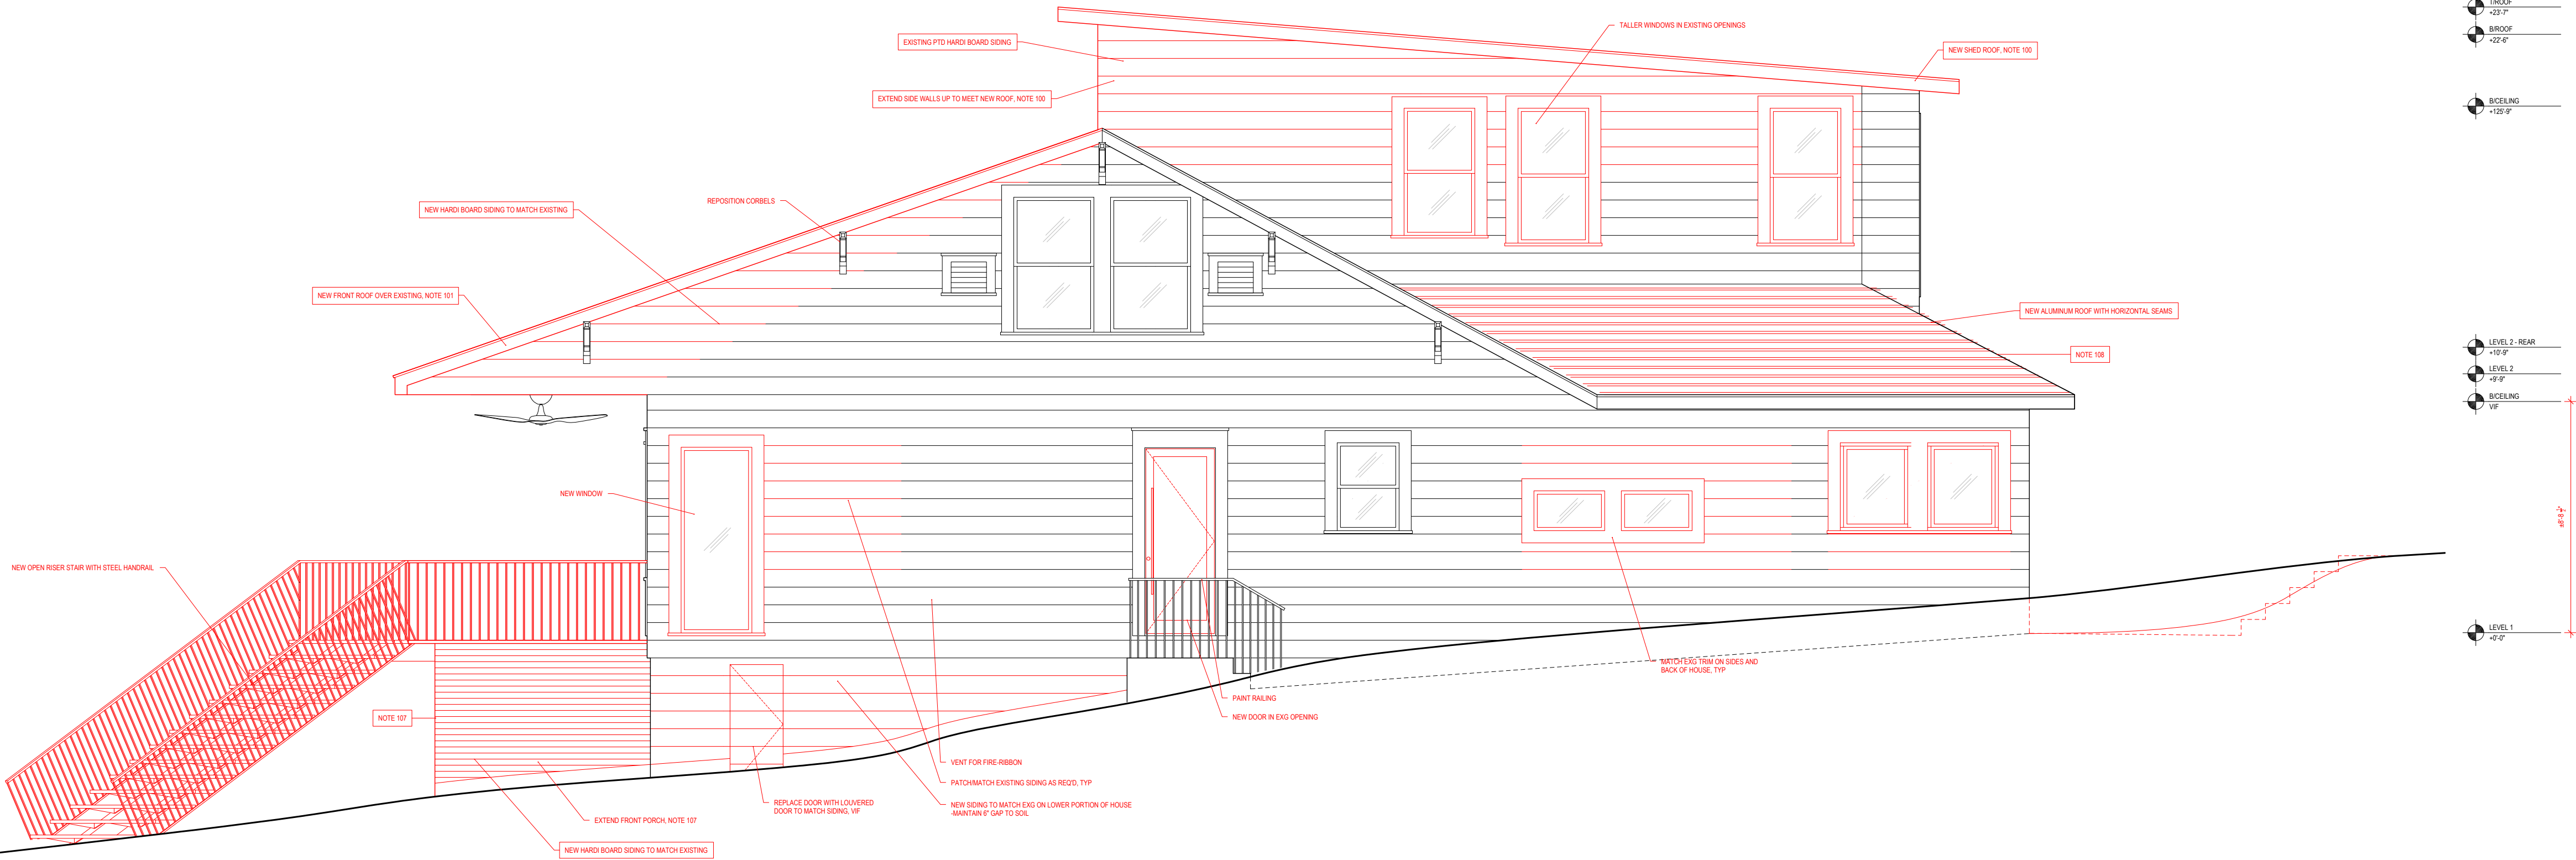 T/ROOF
+23'-7"
B/ROOF
+22'-6"
B/CEILING
+125'-9"
LEVEL 2 - REAR
+10'-9"
LEVEL 2
+9'-9"
B/CEILING
VIF
±8'-8 1/2"
LEVEL 1
+0'-0"
TALLER WINDOWS IN EXISTING OPENINGS
EXISTING PTD HARDI BOARD SIDING
NEW SHED ROOF, NOTE 100
EXTEND SIDE WALLS UP TO MEET NEW ROOF, NOTE 100
REPOSITION CORBELS
NEW HARDI BOARD SIDING TO MATCH EXISTING
NEW FRONT ROOF OVER EXISTING, NOTE 101
NEW ALUMINUM ROOF WITH HORIZONTAL SEAMS
NOTE 108
NEW WINDOW
NEW OPEN RISER STAIR WITH STEEL HANDRAIL
MATCH EXG TRIM ON SIDES AND
BACK OF HOUSE, TYP
PAINT RAILING
NEW DOOR IN EXG OPENING
NOTE 107
VENT FOR FIRE-RIBBON
PATCH/MATCH EXISTING SIDING AS REQ'D, TYP
NEW SIDING TO MATCH EXG ON LOWER PORTION OF HOUSE
-MAINTAIN 6" GAP TO SOIL
REPLACE DOOR WITH LOUVERED
DOOR TO MATCH SIDING, VIF
EXTEND FRONT PORCH, NOTE 107
NEW HARDI BOARD SIDING TO MATCH EXISTING